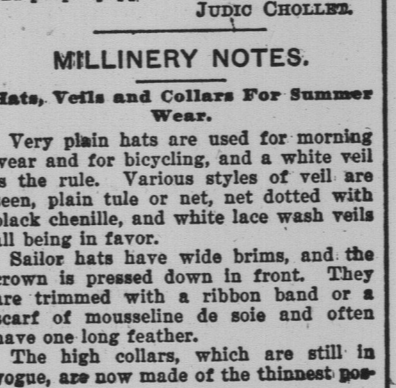 JUDIC CHOLLET.
MILLINERY NOTES.
Hats, Veils and Collars For Summer
Wear.
Very plain hats are used for morning
wear and for bicycling, and a white veil
is the rule. Various styles of veil are
seen, plain tule or net, net dotted with
black chenille, and white lace wash veils
all being in favor.
Sailor hats have wide brims, and the
crown is pressed down in front. They
are trimmed with a ribbon band or a
scarf of mousseline de soie and often
have one long feather.
The high collars, which are still in
vogue, are now made of the thinnest pos-